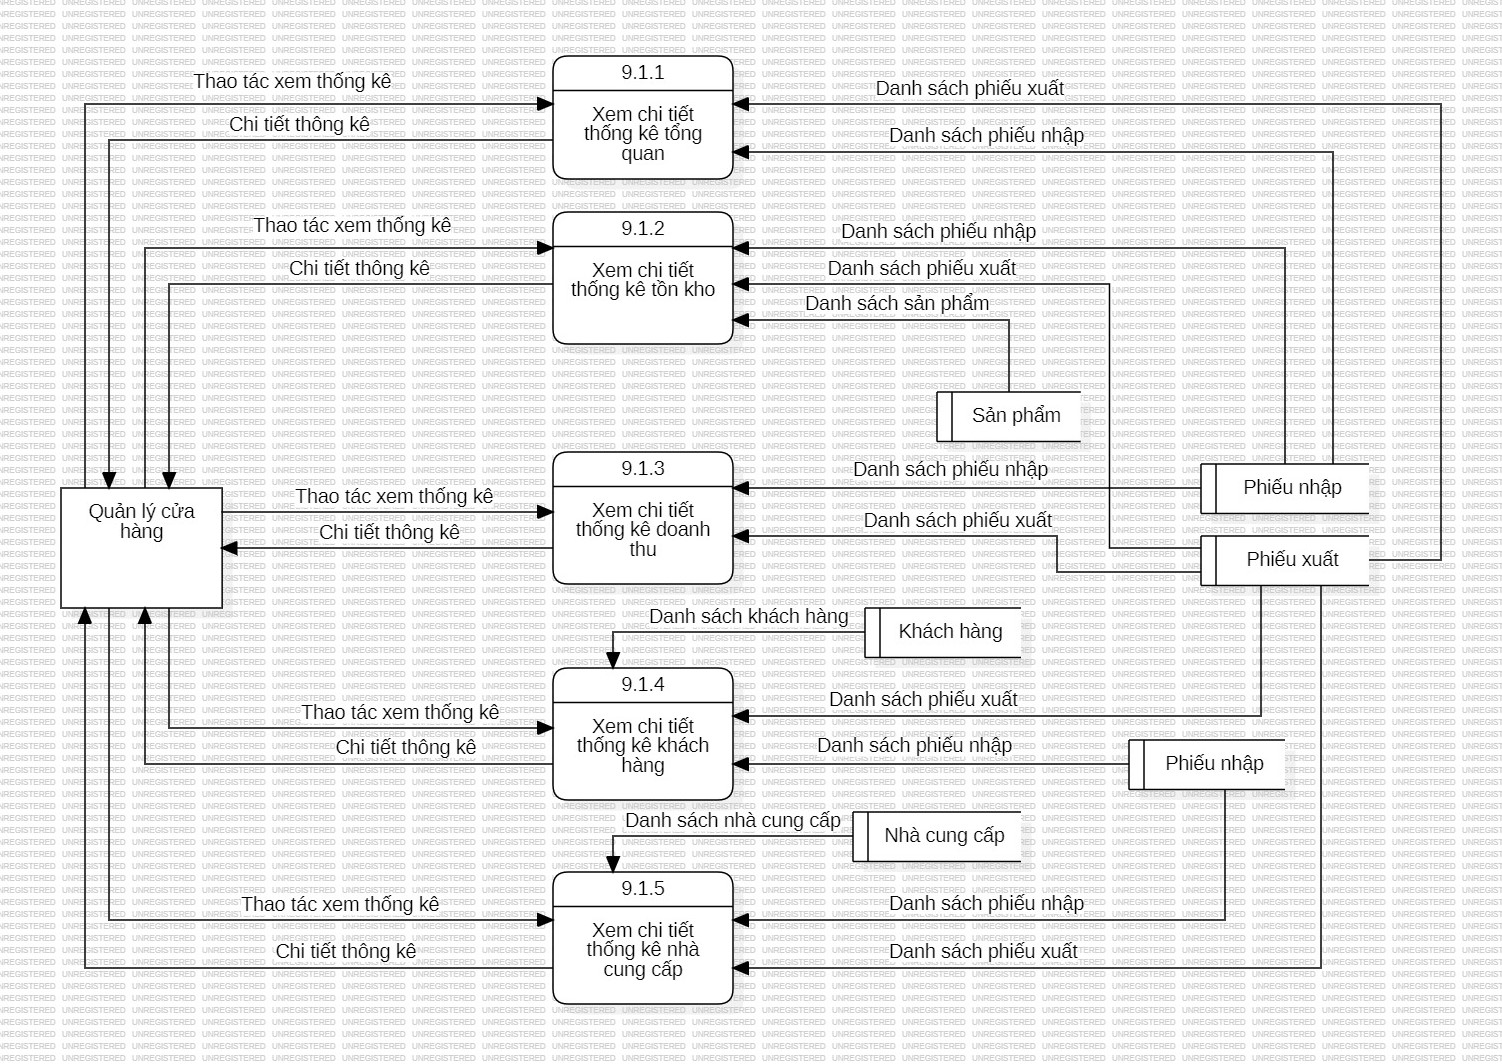 Thao tác xem thống kê
Chi tiết thông kê
9.1.1
Xem chi tiết
thống kê tổng
quan
Danh sách phiếu xuất
Danh sách phiếu nhập
Thao tác xem thống kê
Chi tiết thông kê
9.1.2
Xem chi tiết
thống kê tồn kho
Danh sách phiếu nhập
Danh sách phiếu xuất
Danh sách sản phẩm
Sản phẩm
Quản lý cửa
hàng
Thao tác xem thống kê
Chi tiết thông kê
9.1.3
Xem chi tiết
thống kê doanh
thu
Danh sách phiếu nhập
Danh sách phiếu xuất
Phiếu nhập
Phiếu xuất
Danh sách khách hàng
Khách hàng
9.1.4
Xem chi tiết
thống kê khách
hàng
Thao tác xem thống kê
Chi tiết thông kê
Danh sách phiếu xuất
Danh sách phiếu nhập
Phiếu nhập
Danh sách nhà cung cấp
Nhà cung cấp
9.1.5
Xem chi tiết
thống kê nhà
cung cấp
Thao tác xem thống kê
Chi tiết thông kê
Danh sách phiếu nhập
Danh sách phiếu xuất
UNREGISTERED